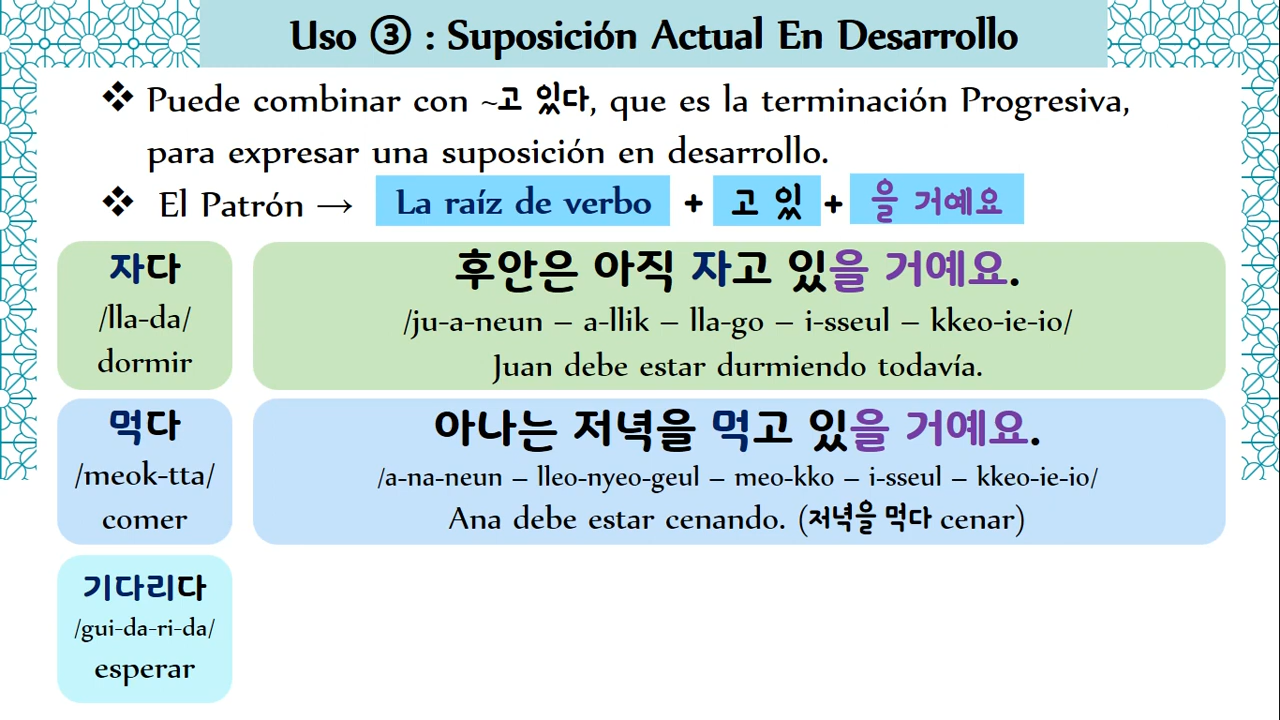 Uso ③ : Suposición Actual En Desarrollo
❖ Puede combinar con ~고 있다, que es la terminación Progresiva,
para expresar una suposición en desarrollo.
❖ El Patrón → La raíz de verbo + 고 있 + 을 거예요
자다
/lla-da/
dormir
후안은 아직 자고 있을 거예요.
/ju-a-neun – a-llik – lla-go – i-sseul – kkeo-ie-io/
Juan debe estar durmiendo todavía.
먹다
/meok-tta/
comer
아나는 저녁을 먹고 있을 거예요.
/a-na-neun – lleo-nyeo-geul – meo-kko – i-sseul – kkeo-ie-io/
Ana debe estar cenando. (저녁을 먹다 cenar)
기다리다
/gui-da-ri-da/
esperar